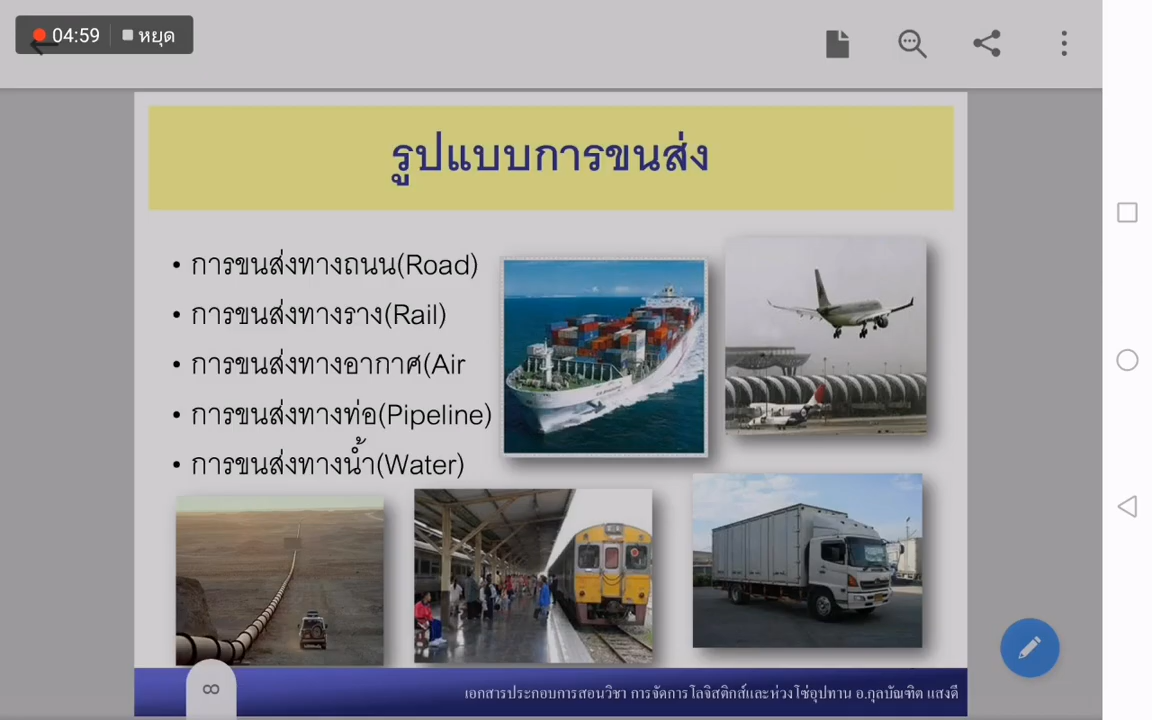 04:59 หยุด
รูปแบบการขนส่ง
• การขนส่งทางถนน(Road)
• การขนส่งทางราง(Rail)
• การขนส่งทางอากาศ(Air
• การขนส่งทางท่อ(Pipeline)
• การขนส่งทางน้ำ(Water)
8
เอกสารประกอบการสอนวิชา การจัดการโลจิสติกส์และห่วงโซ่อุปทาน อ.กุลบัณฑิต แสงดี